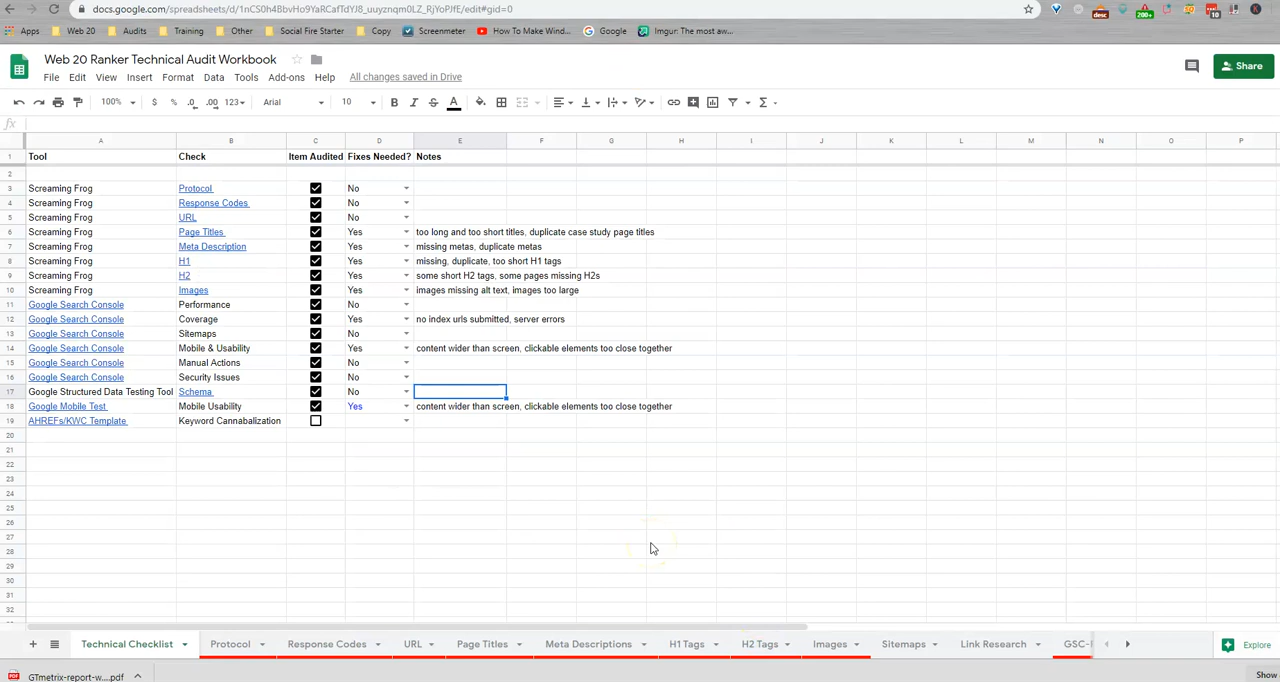 docs.google.com/spreadsheets/d/1nCS0h4BbvHo9YaRCafTdYJ8_uuyznqm0LZ_RjYoPJfE/edit#gid=0
desc 200+ 10 K
Apps Web 20 Audits Training Other Social Fire Starter Copy Screenmeter How To Make Wind... Google Imgur: The most aw...
Web 20 Ranker Technical Audit Workbook
Share
File Edit View Insert Format Data Tools Add-ons Help All changes saved in Drive
100% $ % .0 .00 123 Arial 10 B I S A Σ
fx
A B C D E F G H I J K L M N O P
1 Tool Check Item Audited Fixes Needed? Notes
2
3 Screaming Frog Protocol No
4 Screaming Frog Response Codes No
5 Screaming Frog URL No
6 Screaming Frog Page Titles Yes too long and too short titles, duplicate case study page titles
7 Screaming Frog Meta Description Yes missing metas, duplicate metas
8 Screaming Frog H1 Yes missing, duplicate, too short H1 tags
9 Screaming Frog H2 Yes some short H2 tags, some pages missing H2s
10 Screaming Frog Images Yes images missing alt text, images too large
11 Google Search Console Performance No
12 Google Search Console Coverage Yes no index urls submitted, server errors
13 Google Search Console Sitemaps No
14 Google Search Console Mobile & Usability Yes content wider than screen, clickable elements too close together
15 Google Search Console Manual Actions No
16 Google Search Console Security Issues No
17 Google Structured Data Testing Tool Schema No
18 Google Mobile Test Mobile Usability Yes content wider than screen, clickable elements too close together
19 AHREFs/KWC Template Keyword Cannabalization
20
21
22
23
24
25
26
27
28
29
30
31
32
Technical Checklist Protocol Response Codes URL Page Titles Meta Descriptions H1 Tags H2 Tags Images Sitemaps Link Research GSC-I Explore
GTmetrix-report-w....pdf Show